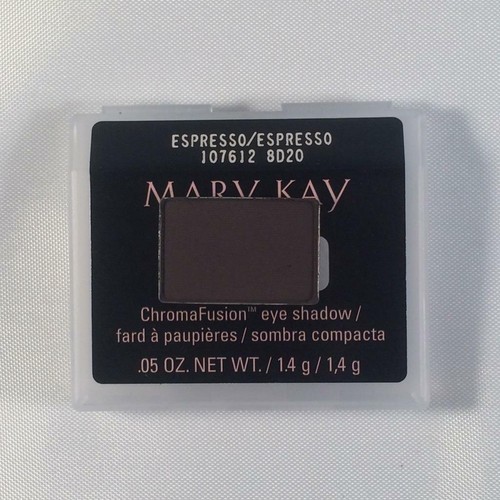 ESPRESSO/ESPRESSO
107612 8D20
MARY KAY
ChromaFusion™ eye shadow /
fard à paupières / sombra compacta
.05 OZ. NET WT. / 1.4 g / 1,4 g